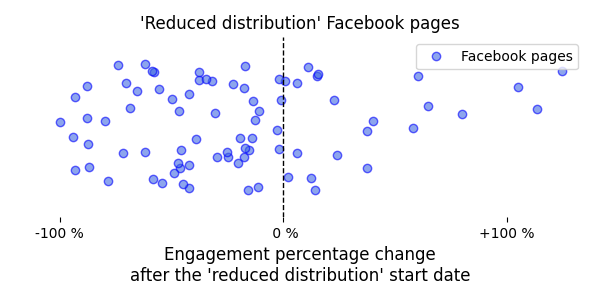 'Reduced distribution' Facebook pages
Facebook pages
-100 %
0 %
+100 %
Engagement percentage change
after the 'reduced distribution' start date